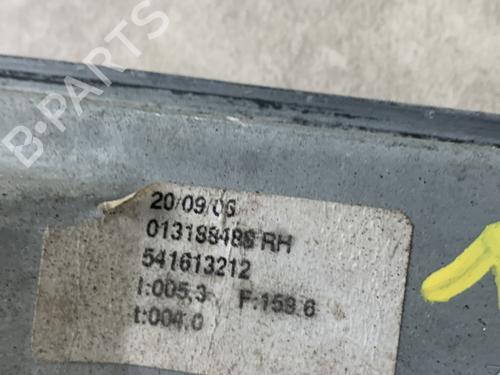 B-PARTS
20/09/06
013188486 RH
541613212
I:005,3 F:159.6
t:004.0